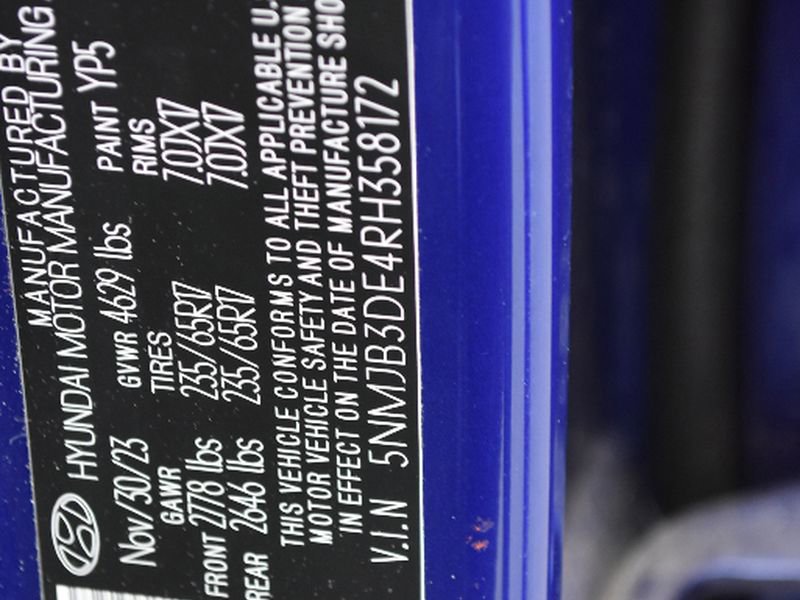 MANUFACTURED BY
HYUNDAI MOTOR MANUFACTURING
Nov/30/23 GVWR 4629 lbs PAINT YP5
GAWR TIRES RIMS
FRONT 2778 lbs 235/65R17 7.0JX17
REAR 2646 lbs 235/65R17 7.0JX17
THIS VEHICLE CONFORMS TO ALL APPLICABLE U.
MOTOR VEHICLE SAFETY AND THEFT PREVENTION
IN EFFECT ON THE DATE OF MANUFACTURE SHO
V.I.N 5NMJB3DE4RH358172